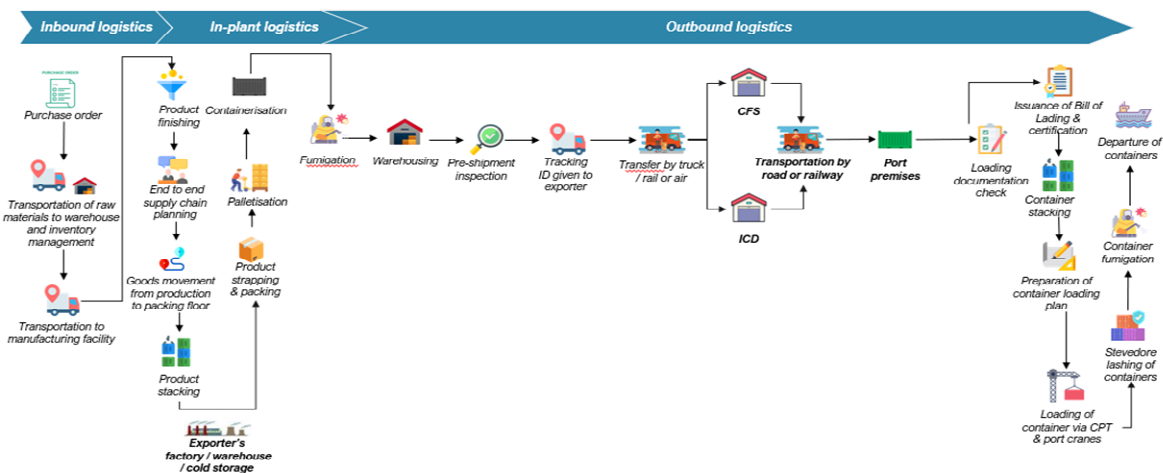 Inbound logistics
In-plant logistics
Outbound logistics
PURCHASE ORDER
Purchase order
Transportation of raw
materials to warehouse
and inventory
management
Transportation to
manufacturing facility
Product
finishing
End to end
supply chain
planning
Goods movement
from production
to packing floor
Product
stacking
Exporter's
factory / warehouse
/ cold storage
Product
strapping
& packing
Palletisation
Containerisation
Fumigation
Warehousing
Pre-shipment
inspection
Tracking
ID given to
exporter
Transfer by truck
/ rail or air
CFS
ICD
Transportation by
road or railway
Port
premises
Loading
documentation
check
Issuance of Bill of
Lading &
certification
Container
stacking
Preparation of
container loading
plan
Loading of
container via CPT
& port cranes
Stevedore
lashing of
containers
Container
fumigation
Departure of
containers